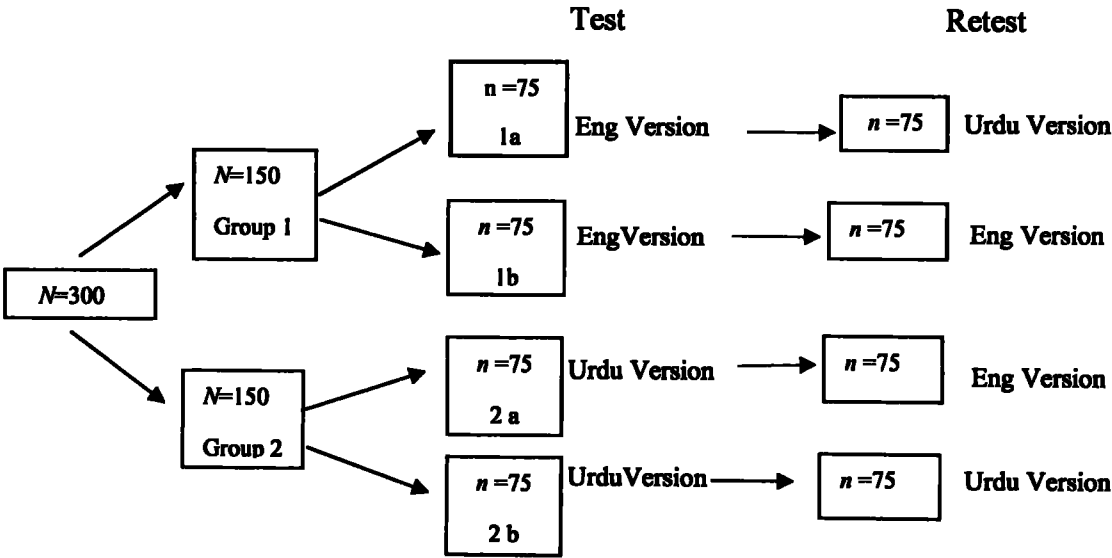 Test Retest
n =75
1a
Eng Version
n =75
Urdu Version
N=150
Group 1
n =75
1b
EngVersion
n =75
Eng Version
N=300
N=150
Group 2
n =75
2 a
Urdu Version
n =75
Eng Version
n =75
2 b
UrduVersion
n =75
Urdu Version